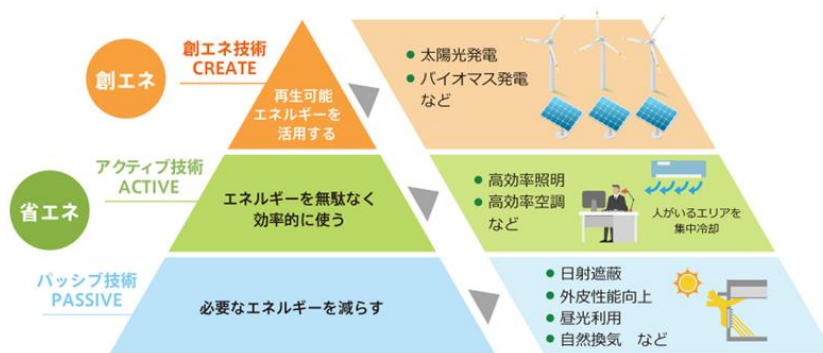 創エネ
創エネ技術
CREATE
再生可能
エネルギーを
活用する
● 太陽光発電
● バイオマス発電
など
省エネ
アクティブ技術
ACTIVE
エネルギーを無駄なく
効率的に使う
● 高効率照明
● 高効率空調
など
人がいるエリアを
集中冷却
パッシブ技術
PASSIVE
必要なエネルギーを減らす
● 日射遮蔽
● 外皮性能向上
● 昼光利用
● 自然換気 など